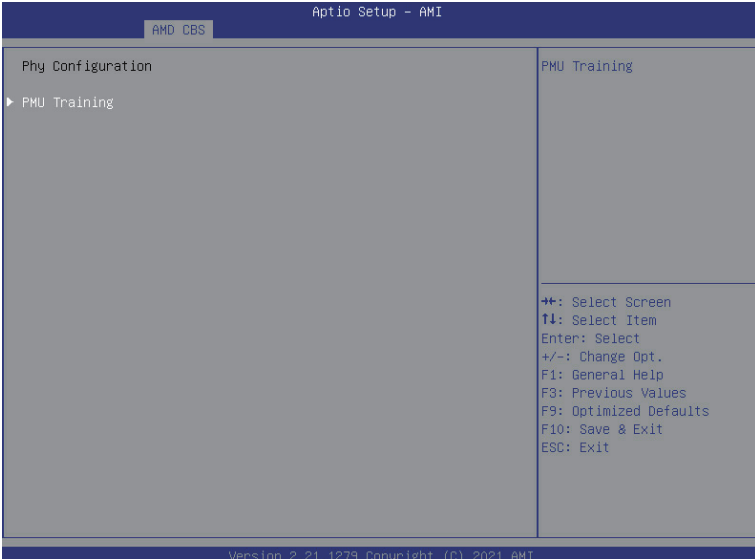 Aptio Setup – AMI
AMD CBS
Phy Configuration
PMU Training
PMU Training
→←: Select Screen
↑↓: Select Item
Enter: Select
+/-: Change Opt.
F1: General Help
F3: Previous Values
F9: Optimized Defaults
F10: Save & Exit
ESC: Exit
Version 2.21.1279 Copyright (C) 2021 AMI